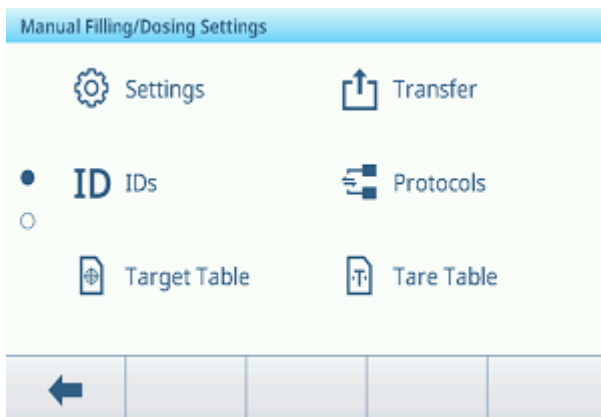 Manual Filling/Dosing Settings
Settings
Transfer
ID IDs
Protocols
Target Table
T Tare Table